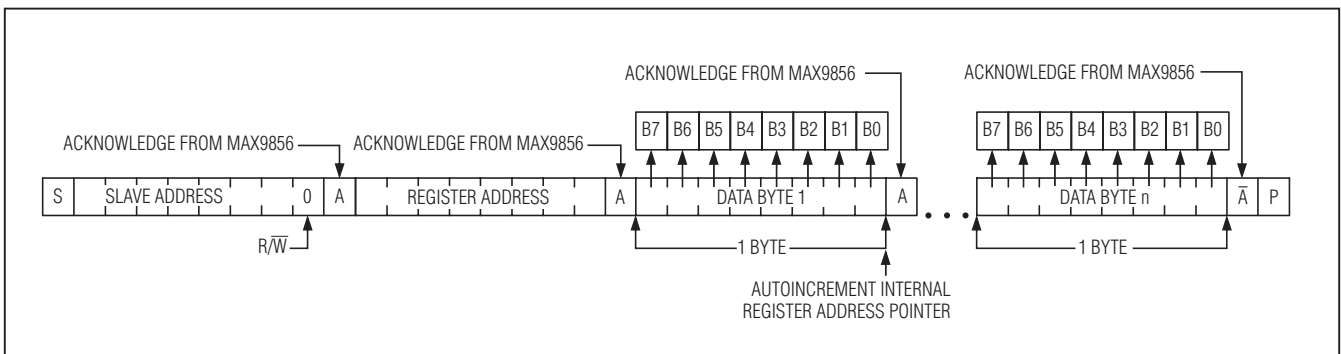 ACKNOWLEDGE FROM MAX9856
ACKNOWLEDGE FROM MAX9856
B7 B6 B5 B4 B3 B2 B1 B0
B7 B6 B5 B4 B3 B2 B1 B0
ACKNOWLEDGE FROM MAX9856
ACKNOWLEDGE FROM MAX9856
S SLAVE ADDRESS 0 A REGISTER ADDRESS A DATA BYTE 1 A • • • DATA BYTE n A̅ P
R/W̅
1 BYTE
1 BYTE
AUTOINCREMENT INTERNAL
REGISTER ADDRESS POINTER